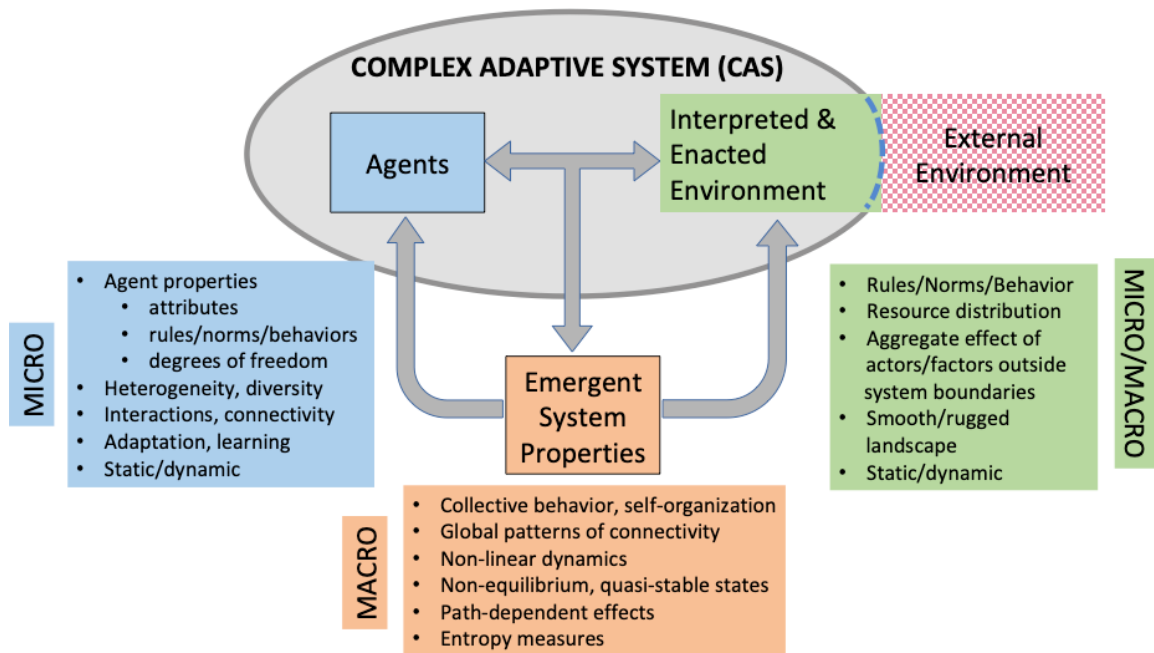 COMPLEX ADAPTIVE SYSTEM (CAS)
Agents
Interpreted &
Enacted
Environment
External
Environment
MICRO
• Agent properties
• attributes
• rules/norms/behaviors
• degrees of freedom
• Heterogeneity, diversity
• Interactions, connectivity
• Adaptation, learning
• Static/dynamic
Emergent
System
Properties
• Rules/Norms/Behavior
• Resource distribution
• Aggregate effect of
actors/factors outside
system boundaries
• Smooth/rugged
landscape
• Static/dynamic
MICRO/MACRO
MACRO
• Collective behavior, self-organization
• Global patterns of connectivity
• Non-linear dynamics
• Non-equilibrium, quasi-stable states
• Path-dependent effects
• Entropy measures